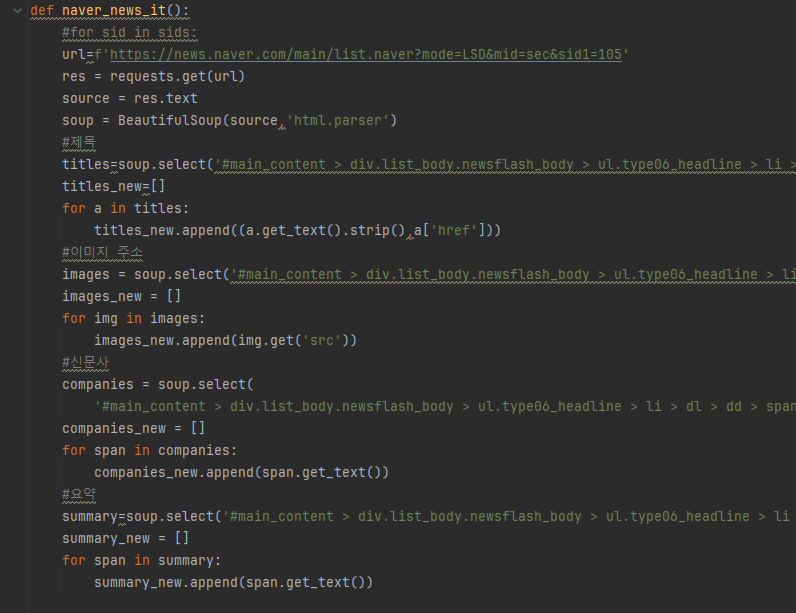 def naver_news_it():
#for sid in sids:
url=f'https://news.naver.com/main/list.naver?mode=LSD&mid=sec&sid1=105'
res = requests.get(url)
source = res.text
soup = BeautifulSoup(source,'html.parser')
#제목
titles=soup.select('#main_content > div.list_body.newsflash_body > ul.type06_headline > li >
titles_new=[]
for a in titles:
titles_new.append((a.get_text().strip(),a['href']))
#이미지 주소
images = soup.select('#main_content > div.list_body.newsflash_body > ul.type06_headline > li
images_new = []
for img in images:
images_new.append(img.get('src'))
#신문사
companies = soup.select(
'#main_content > div.list_body.newsflash_body > ul.type06_headline > li > dl > dd > span
companies_new = []
for span in companies:
companies_new.append(span.get_text())
#요약
summary=soup.select('#main_content > div.list_body.newsflash_body > ul.type06_headline > li
summary_new = []
for span in summary:
summary_new.append(span.get_text())